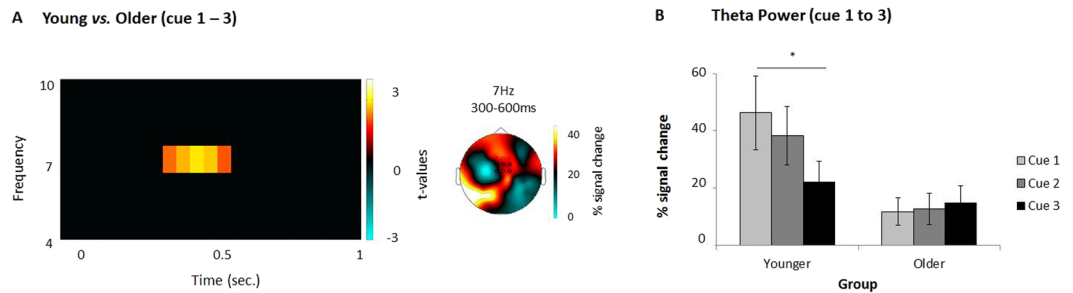 A Young vs. Older (cue 1 – 3)
10
7
4
Frequency
0
0.5
1
Time (sec.)
3
0
-3
t-values
7Hz
300-600ms
40
20
0
% signal change
B Theta Power (cue 1 to 3)
60
40
20
0
% signal change
*
Younger
Older
Group
Cue 1
Cue 2
Cue 3